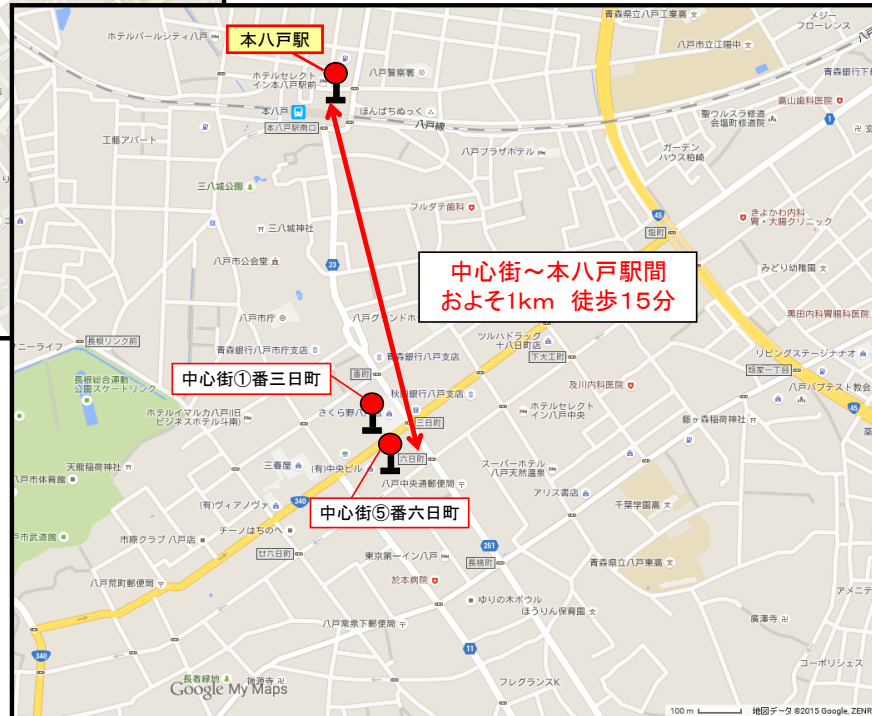 青森県立八戸工業高
メジー
フローレンス
ホテルパールシティ八戸
本八戸駅
八戸市立江陽中
青森銀行下
ホテルセレクト
イン本八戸駅前
八戸警察署
高山歯科医院
本八戸
ほんぱちぬっく
八戸線
本八戸駅南口
聖ウルスラ修道
会塩町修道院
1
工藤アパート
八戸プラザホテル
ガーデン
ハウス柏崎
三八城公園
フルダテ歯科
45
きよかわ内科
胃・大腸クリニック
三八城神社
塩町
八戸市公会堂
23
中心街~本八戸駅間
およそ1km 徒歩15分
みどり幼稚園
八戸市庁
八戸グランドホ
黒田内科胃腸科医院
ニーライフ
長根リンク前
ツルハドラッグ
十八日町店
青森銀行八戸市庁支店
青森銀行八戸支店
下大工町
リビングステージナナオ
45
類家一丁目
長根総合運動
公園スケートリンク
中心街①番三日町
番町
秋田銀行八戸支店
及川内科医院
八戸バプテスト教会
ホテルイマルカ八戸(旧
ビジネスホテル斗南)
さくら野八
三日町
ホテルセレクト
イン八戸中央
藤ヶ森稲荷神社
天龍稲荷神社
三春屋
(有)中央ビル
六日町
スーパーホテル
八戸天然温泉
八戸市体育館
八戸中央通郵便局
アリス書店
(有)ヴィアノヴァ
340
中心街⑤番六日町
千葉学園高
戸市武道館
市原クラブ 八戸店
チーノはちのへ
廿六日町
東京第一イン八戸
251
長横町
青森県立八戸東高
八戸荒町郵便局
於本病院
アメニテ
ゆりの木ボウル
ほうりん保育園
廣澤寺
八戸常泉下郵便局
340
11
コーポリシェス
長者緑地
フレグランスK
Google My Maps
100 m
地図データ ©2015 Google, ZENR